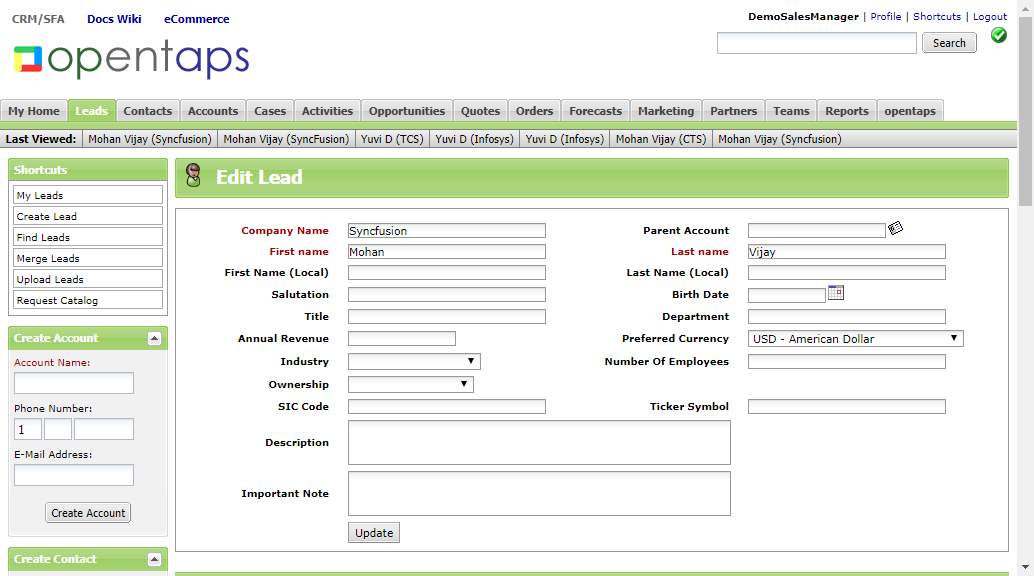 CRM/SFA Docs Wiki eCommerce
DemoSalesManager | Profile | Shortcuts | Logout
opentaps
Search
My Home Leads Contacts Accounts Cases Activities Opportunities Quotes Orders Forecasts Marketing Partners Teams Reports opentaps
Last Viewed: Mohan Vijay (Syncfusion) Mohan Vijay (SyncFusion) Yuvi D (TCS) Yuvi D (Infosys) Yuvi D (Infosys) Mohan Vijay (CTS) Mohan Vijay (Syncfusion)
Shortcuts
My Leads
Create Lead
Find Leads
Merge Leads
Upload Leads
Request Catalog
Create Account
Account Name:
Phone Number:
1
E-Mail Address:
Create Account
Create Contact
Edit Lead
Company Name Syncfusion Parent Account
First name Mohan Last name Vijay
First Name (Local) Last Name (Local)
Salutation Birth Date
Title Department
Annual Revenue Preferred Currency USD - American Dollar
Industry Number Of Employees
Ownership
SIC Code Ticker Symbol
Description
Important Note
Update